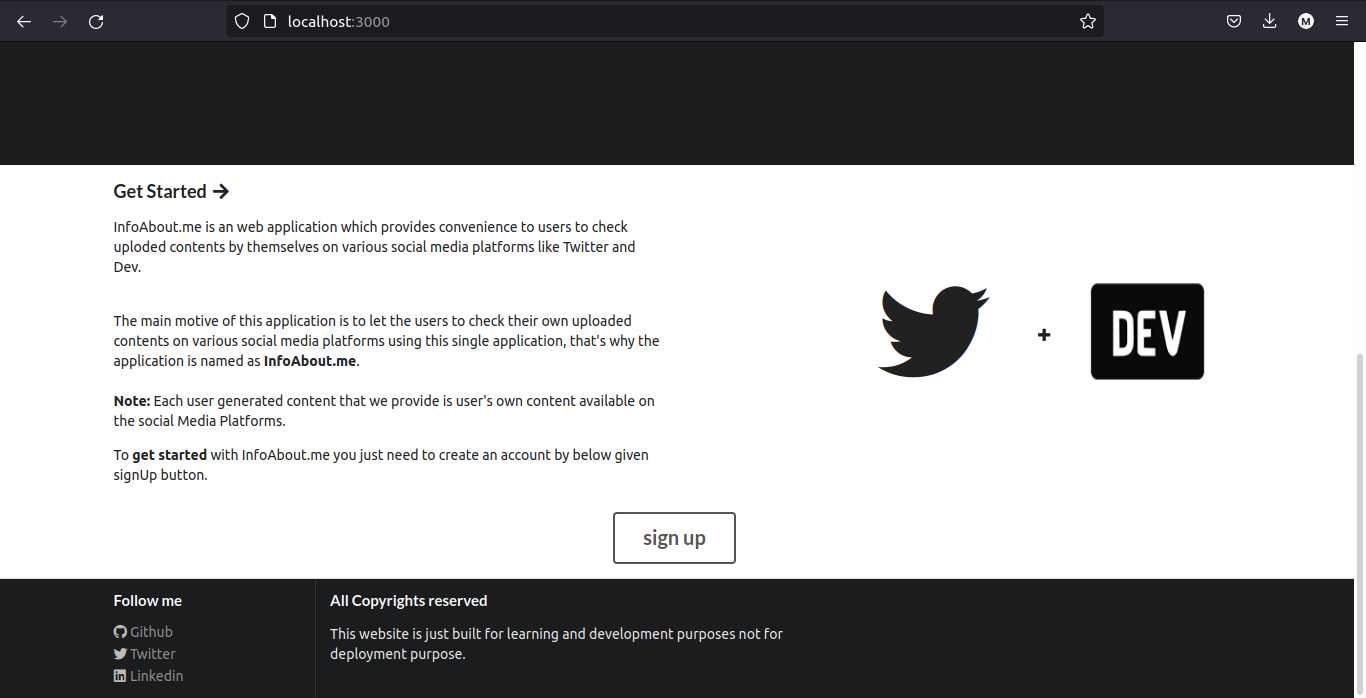 localhost:3000
M
Get Started
InfoAbout.me is an web application which provides convenience to users to check
uploded contents by themselves on various social media platforms like Twitter and
Dev.
The main motive of this application is to let the users to check their own uploaded
contents on various social media platforms using this single application, that's why the
application is named as InfoAbout.me.
Note: Each user generated content that we provide is user's own content available on
the social Media Platforms.
To get started with InfoAbout.me you just need to create an account by below given
signUp button.
+
DEV
sign up
Follow me
Github
Twitter
Linkedin
All Copyrights reserved
This website is just built for learning and development purposes not for
deployment purpose.